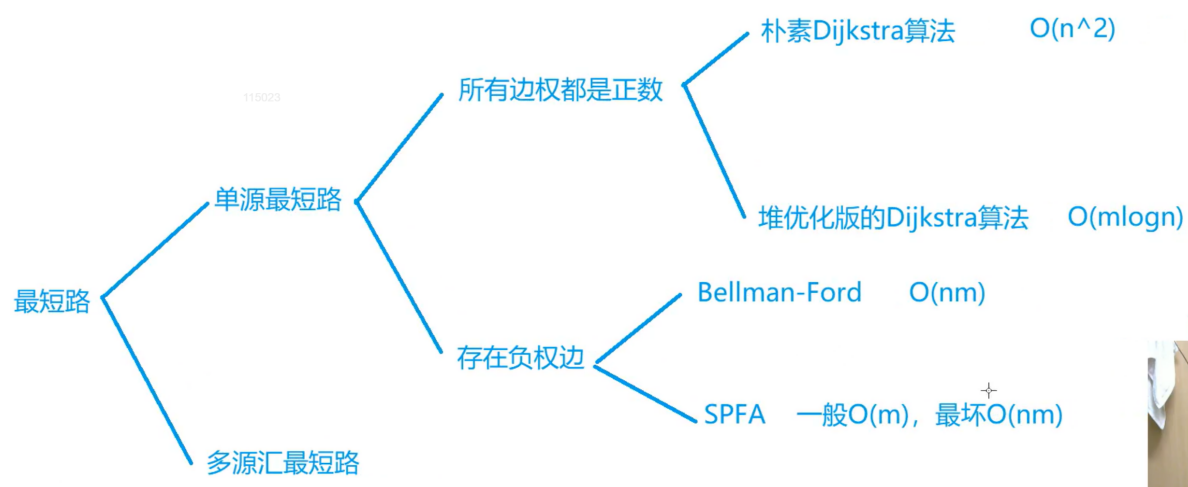 朴素Dijkstra算法 O(n^2)
所有边权都是正数
115023
单源最短路
堆优化版的Dijkstra算法 O(mlogn)
最短路
Bellman-Ford O(nm)
存在负权边
SPFA 一般O(m)，最坏O(nm)
多源汇最短路